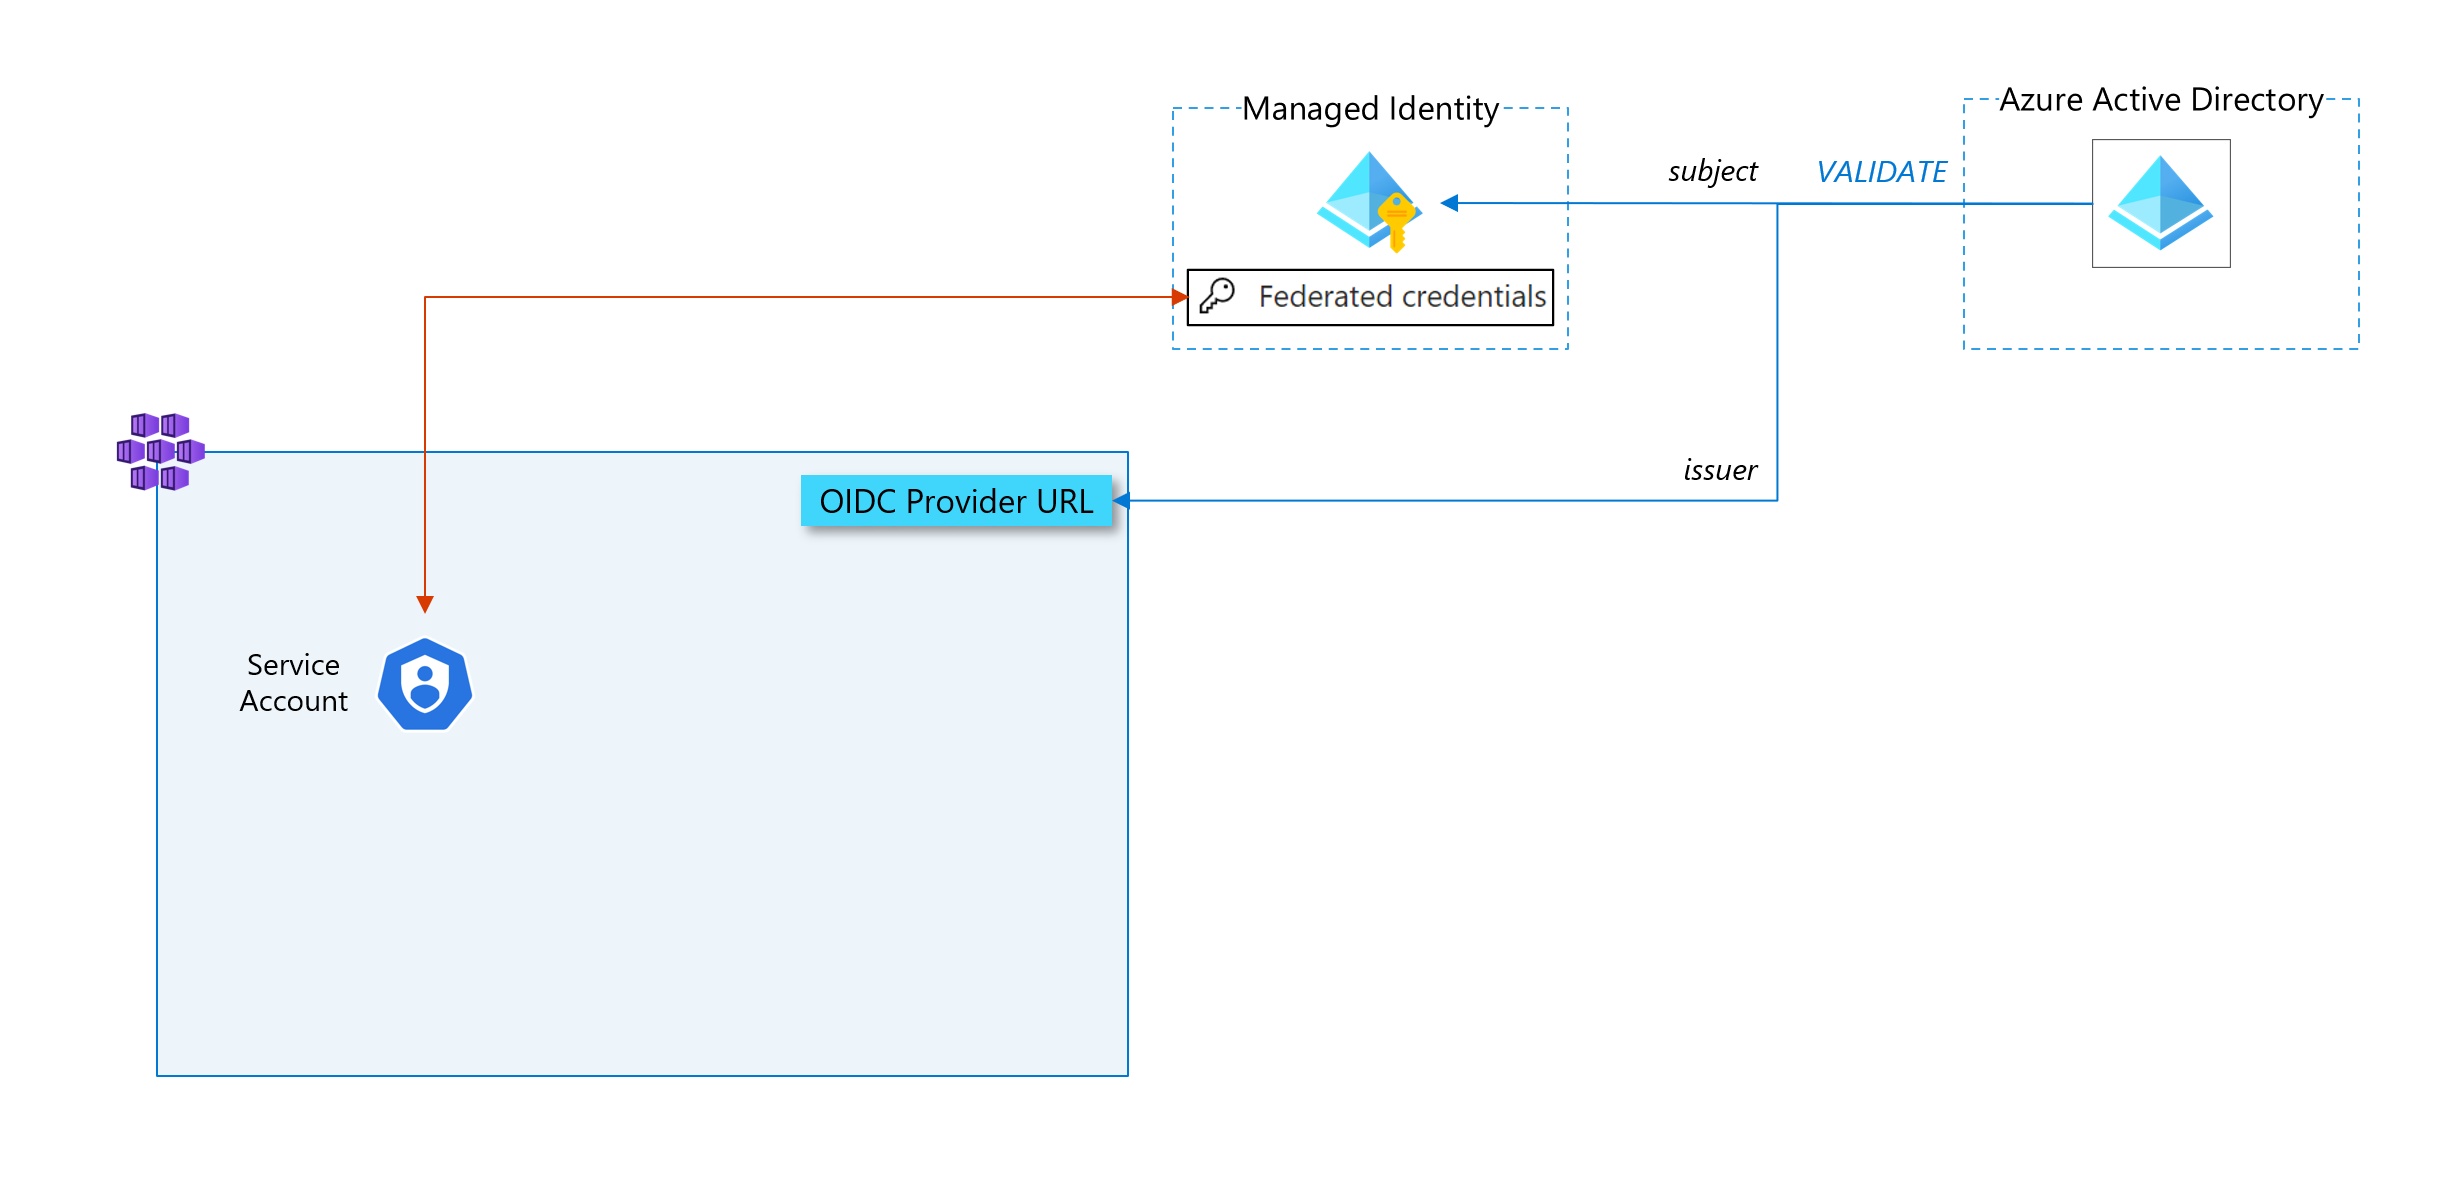 Managed Identity
Azure Active Directory
subject
VALIDATE
Federated credentials
issuer
OIDC Provider URL
Service
Account